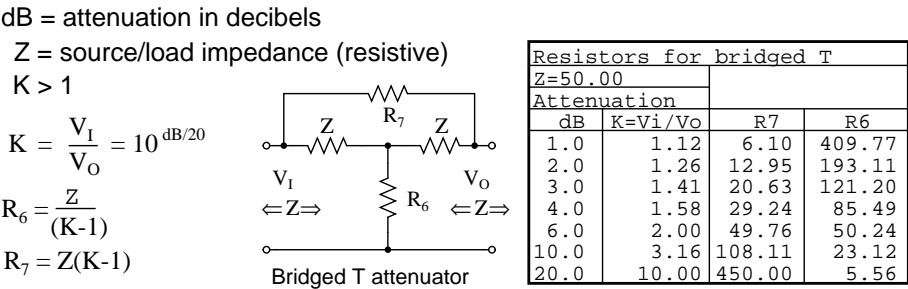 dB = attenuation in decibels
Z = source/load impedance (resistive)
K > 1
K = V_I / V_O = 10^dB/20
R_6 = Z / (K-1)
R_7 = Z(K-1)
R_7
Z Z
V_I V_O
R_6
⇐Z⇒ ⇐Z⇒
Bridged T attenuator
Resistors for bridged T
Z=50.00
Attenuation
dB K=Vi/Vo R7 R6
1.0 1.12 6.10 409.77
2.0 1.26 12.95 193.11
3.0 1.41 20.63 121.20
4.0 1.58 29.24 85.49
6.0 2.00 49.76 50.24
10.0 3.16 108.11 23.12
20.0 10.00 450.00 5.56